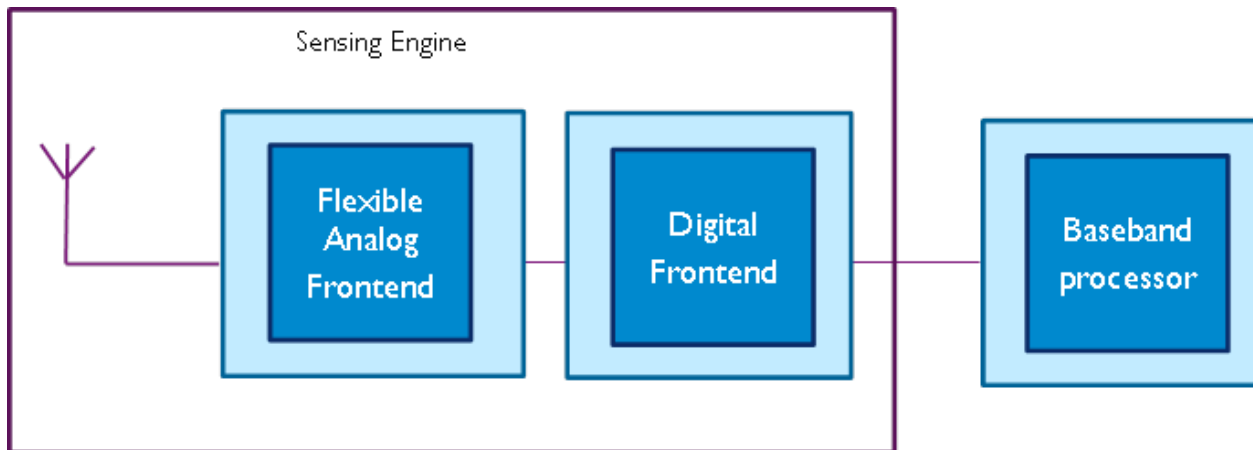 Sensing Engine
Flexible
Analog
Frontend
Digital
Frontend
Baseband
processor